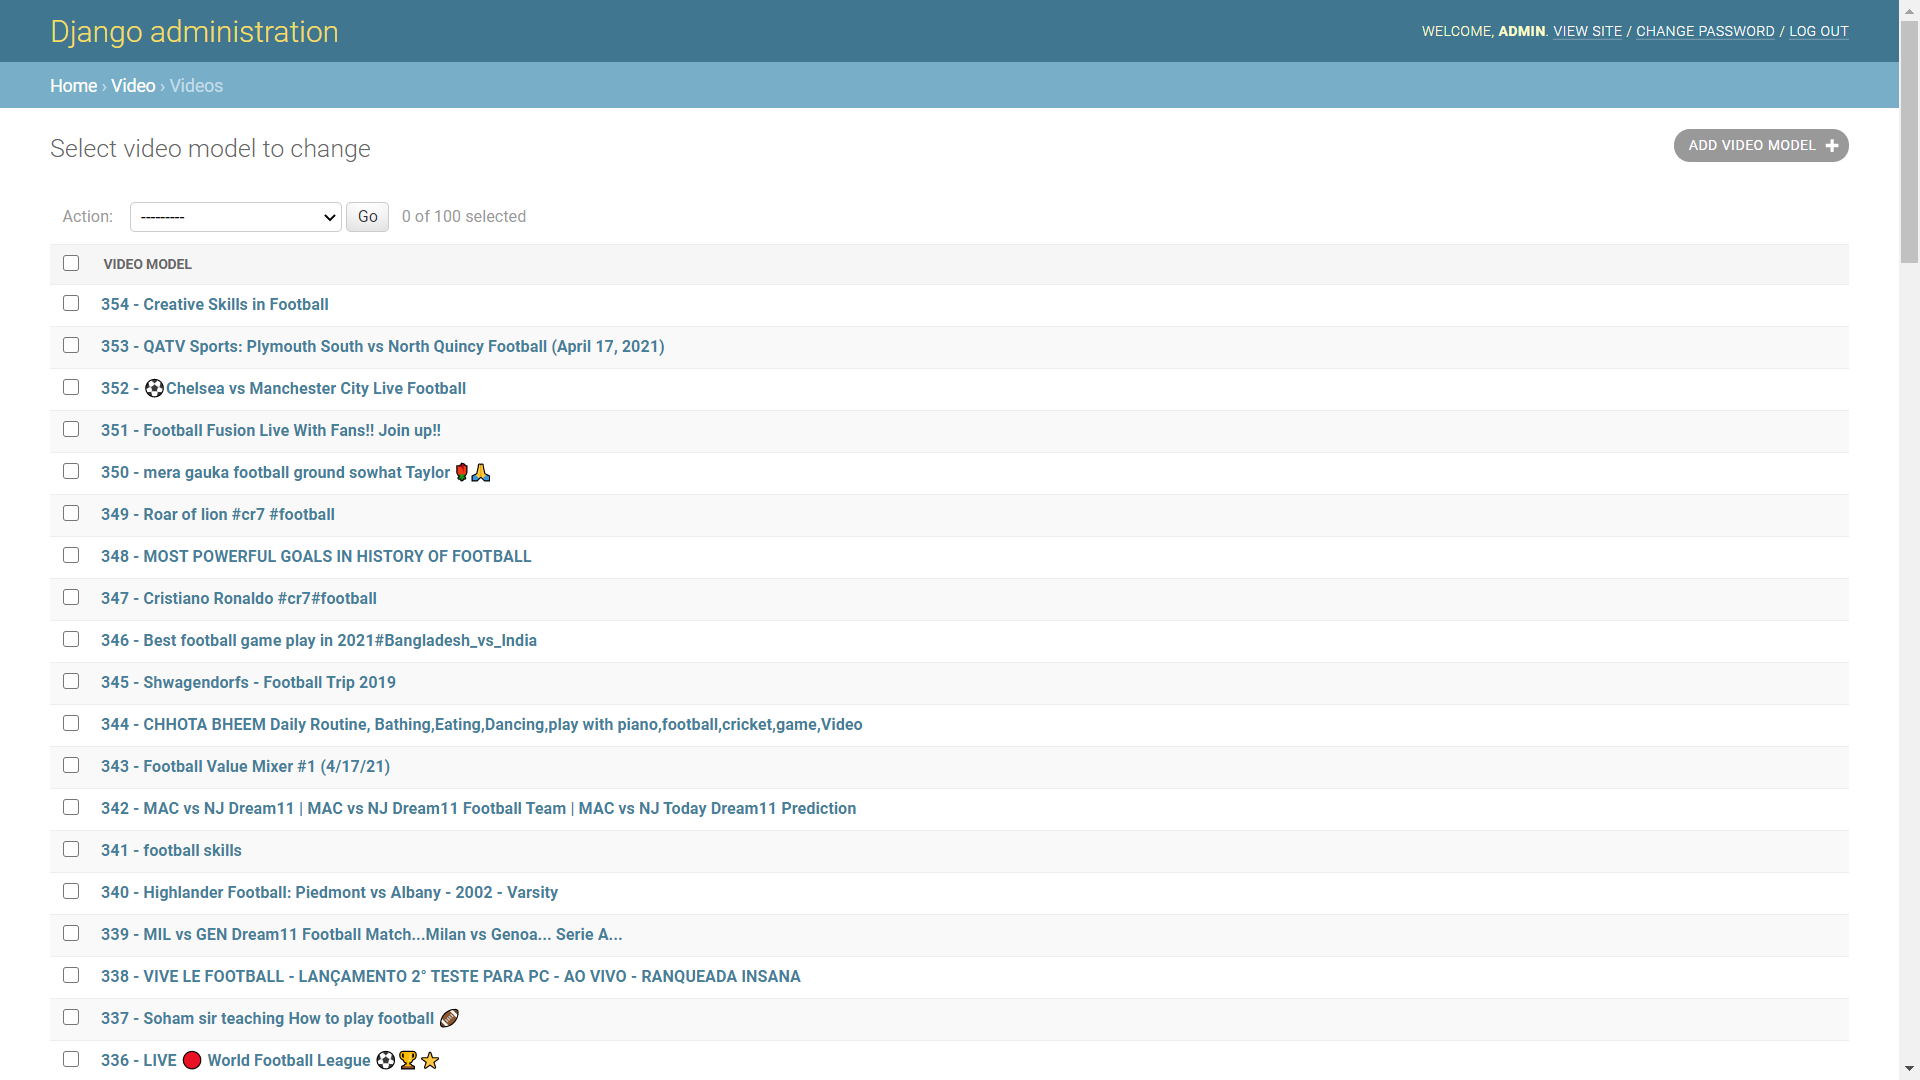 Django administration
WELCOME, ADMIN. VIEW SITE / CHANGE PASSWORD / LOG OUT
Home › Video › Videos
Select video model to change
ADD VIDEO MODEL
Action: --------- Go 0 of 100 selected
VIDEO MODEL
354 - Creative Skills in Football
353 - QATV Sports: Plymouth South vs North Quincy Football (April 17, 2021)
352 - ⚽Chelsea vs Manchester City Live Football
351 - Football Fusion Live With Fans!! Join up!!
350 - mera gauka football ground sowhat Taylor 🌹🙏
349 - Roar of lion #cr7 #football
348 - MOST POWERFUL GOALS IN HISTORY OF FOOTBALL
347 - Cristiano Ronaldo #cr7#football
346 - Best football game play in 2021#Bangladesh_vs_India
345 - Shwagendorfs - Football Trip 2019
344 - CHHOTA BHEEM Daily Routine, Bathing,Eating,Dancing,play with piano,football,cricket,game,Video
343 - Football Value Mixer #1 (4/17/21)
342 - MAC vs NJ Dream11 | MAC vs NJ Dream11 Football Team | MAC vs NJ Today Dream11 Prediction
341 - football skills
340 - Highlander Football: Piedmont vs Albany - 2002 - Varsity
339 - MIL vs GEN Dream11 Football Match...Milan vs Genoa... Serie A...
338 - VIVE LE FOOTBALL - LANÇAMENTO 2° TESTE PARA PC - AO VIVO - RANQUEADA INSANA
337 - Soham sir teaching How to play football 🏈
336 - LIVE 🔴 World Football League ⚽🏆⭐